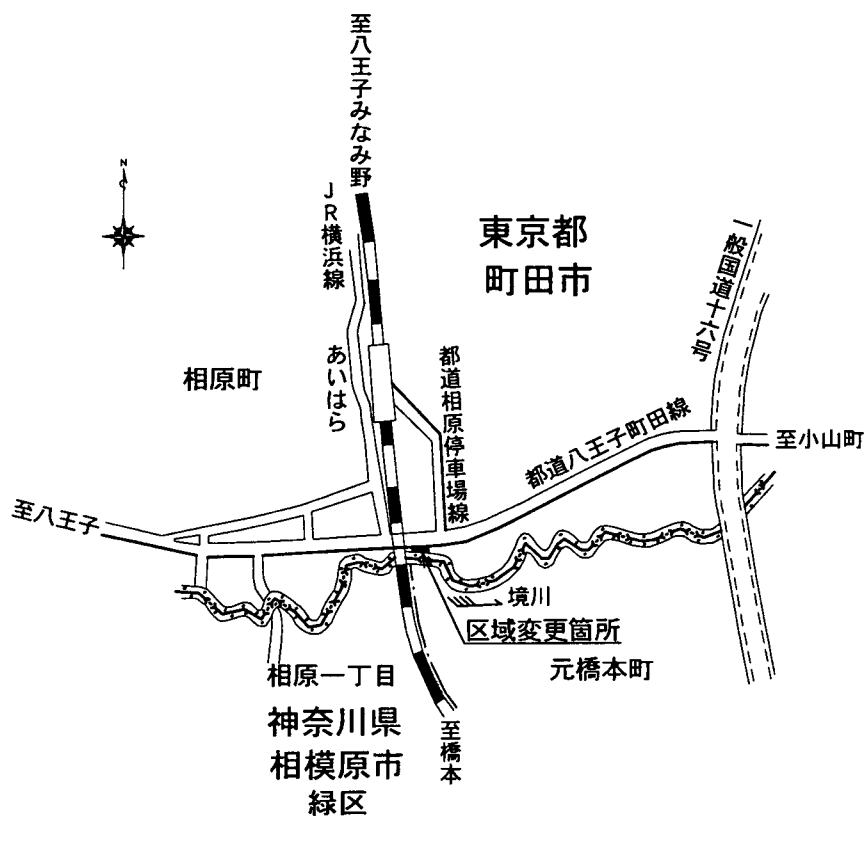 至八王子みなみ野
N
JR横浜線
東京都
町田市
一般国道十六号
相原町
あいはら
都道相原停車場線
都道八王子町田線
至小山町
至八王子
境川
区域変更箇所
相原一丁目
元橋本町
神奈川県
相模原市
緑区
至橋本